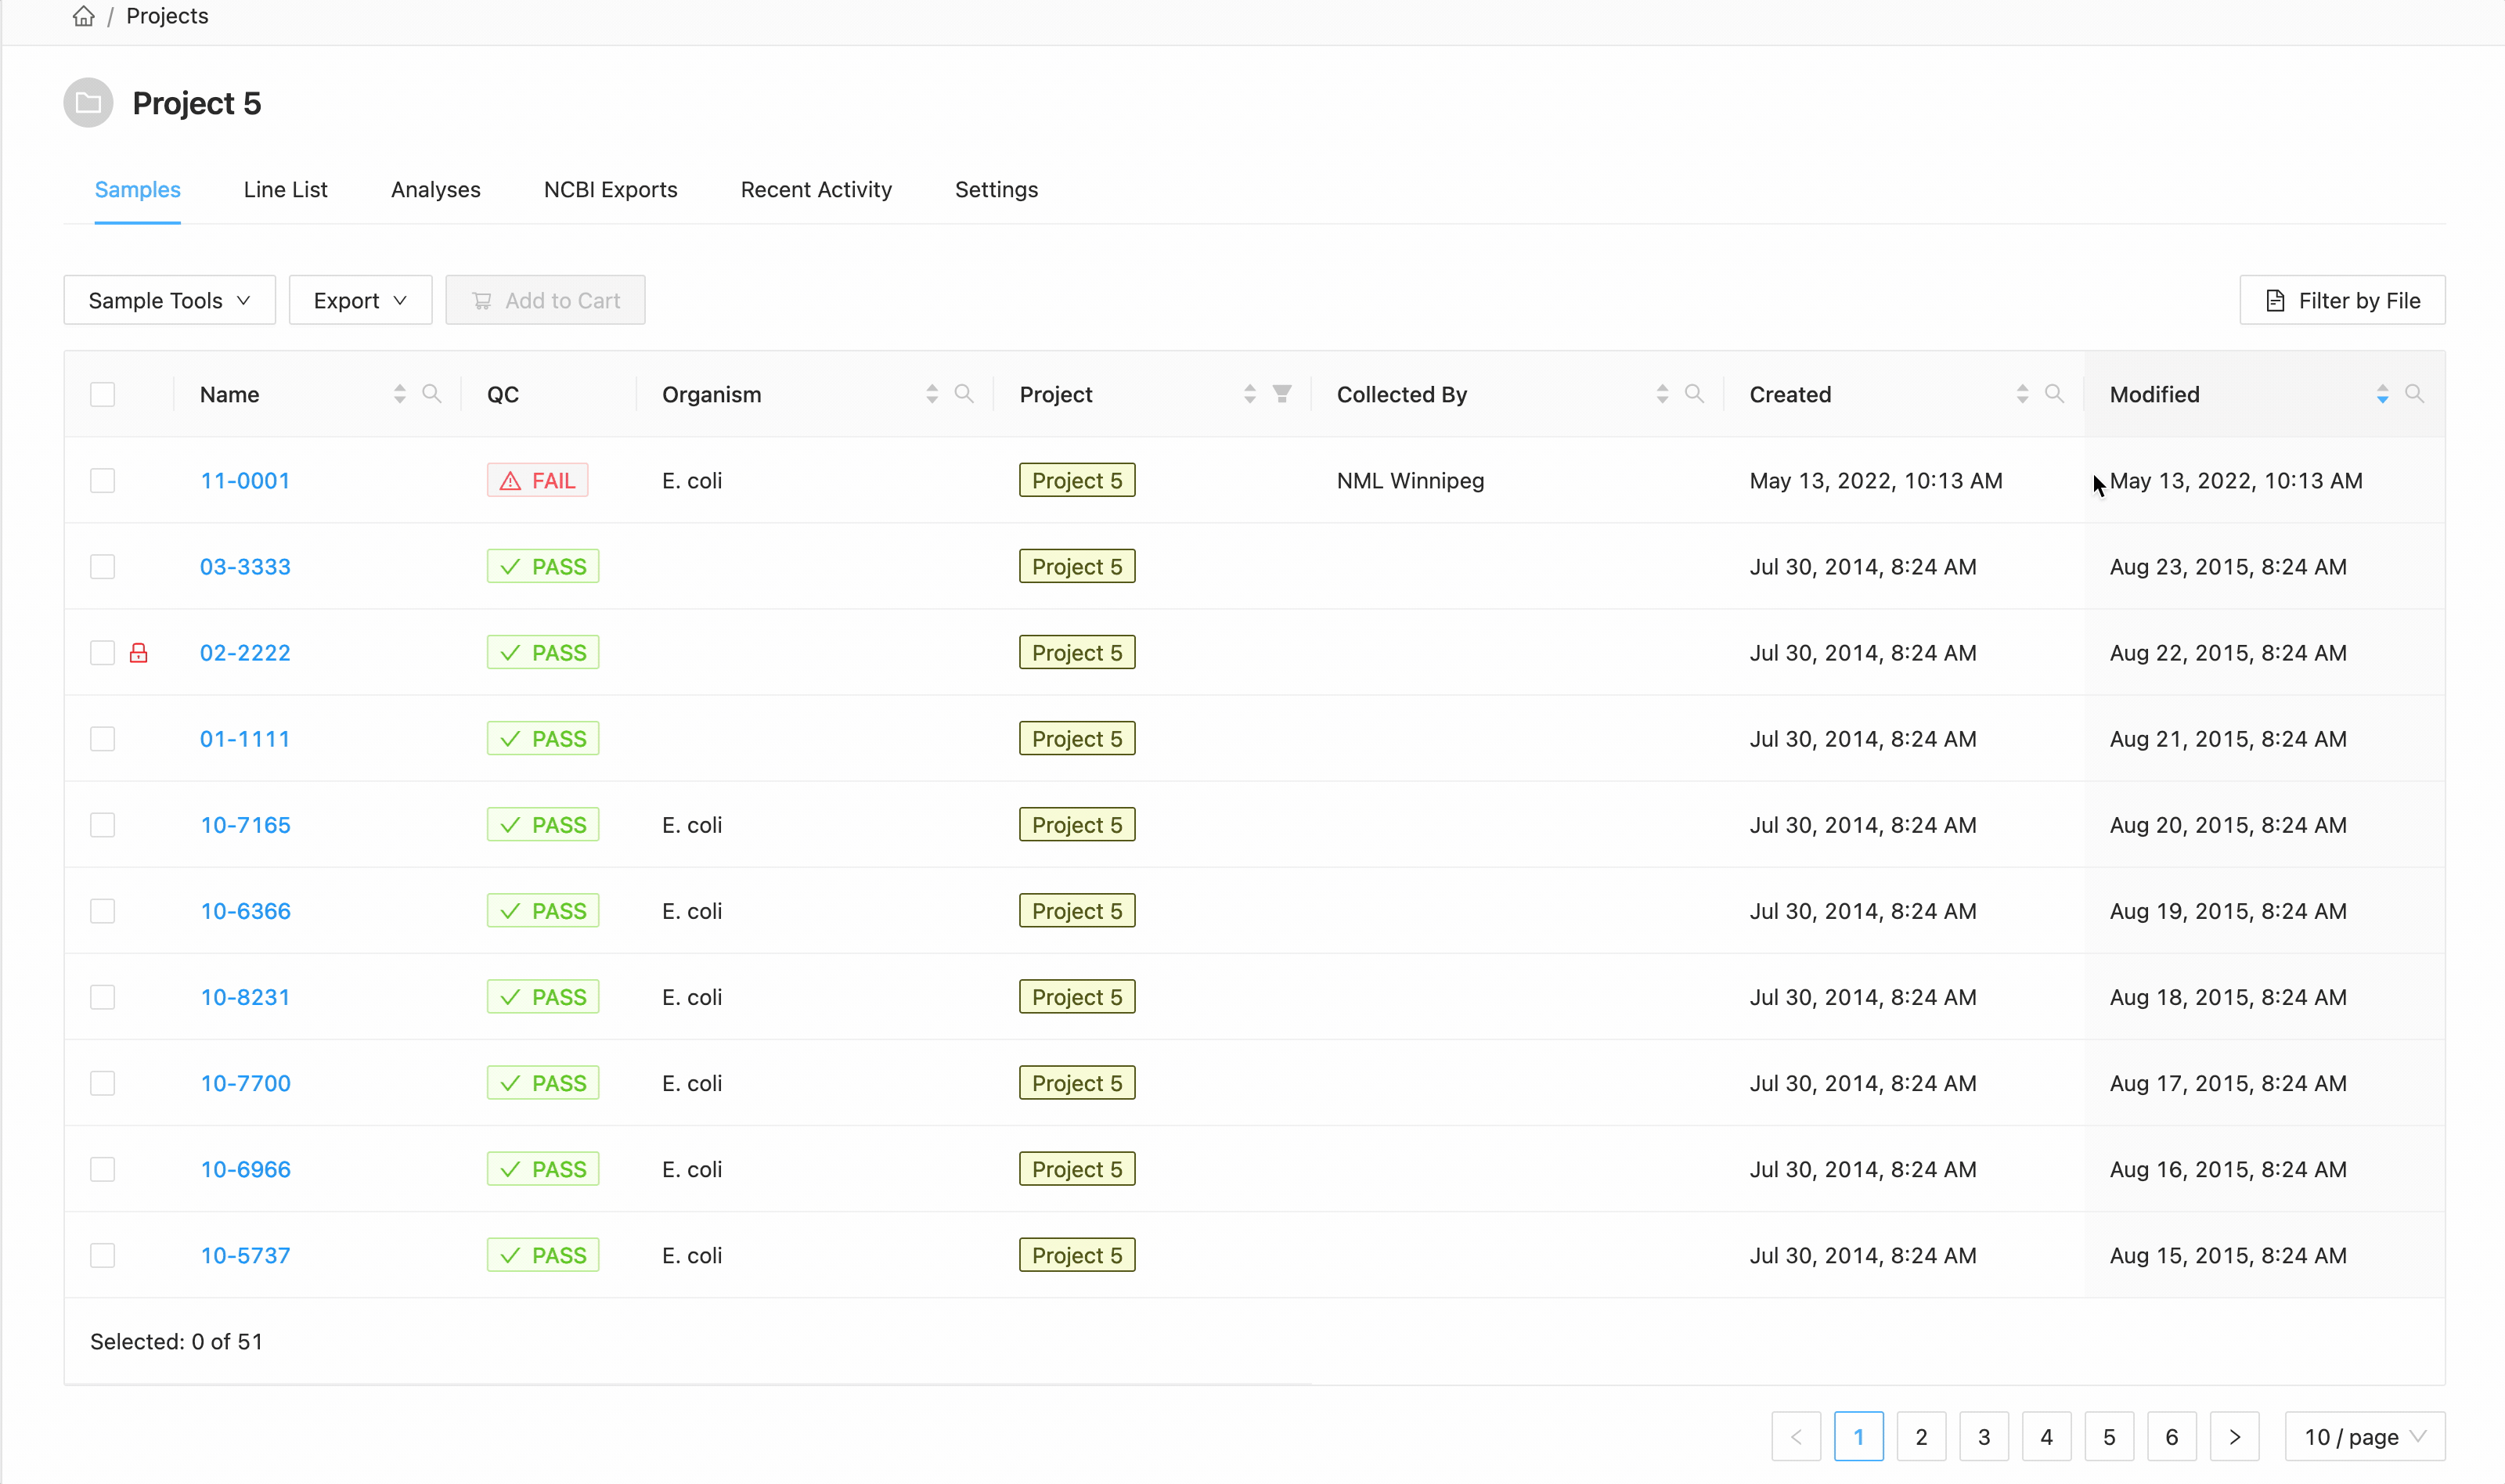 / Projects
Project 5
Samples Line List Analyses NCBI Exports Recent Activity Settings
Sample Tools Export Add to Cart Filter by File
Name QC Organism Project Collected By Created Modified
11-0001 FAIL E. coli Project 5 NML Winnipeg May 13, 2022, 10:13 AM May 13, 2022, 10:13 AM
03-3333 PASS Project 5 Jul 30, 2014, 8:24 AM Aug 23, 2015, 8:24 AM
02-2222 PASS Project 5 Jul 30, 2014, 8:24 AM Aug 22, 2015, 8:24 AM
01-1111 PASS Project 5 Jul 30, 2014, 8:24 AM Aug 21, 2015, 8:24 AM
10-7165 PASS E. coli Project 5 Jul 30, 2014, 8:24 AM Aug 20, 2015, 8:24 AM
10-6366 PASS E. coli Project 5 Jul 30, 2014, 8:24 AM Aug 19, 2015, 8:24 AM
10-8231 PASS E. coli Project 5 Jul 30, 2014, 8:24 AM Aug 18, 2015, 8:24 AM
10-7700 PASS E. coli Project 5 Jul 30, 2014, 8:24 AM Aug 17, 2015, 8:24 AM
10-6966 PASS E. coli Project 5 Jul 30, 2014, 8:24 AM Aug 16, 2015, 8:24 AM
10-5737 PASS E. coli Project 5 Jul 30, 2014, 8:24 AM Aug 15, 2015, 8:24 AM
Selected: 0 of 51
< 1 2 3 4 5 6 > 10 / page